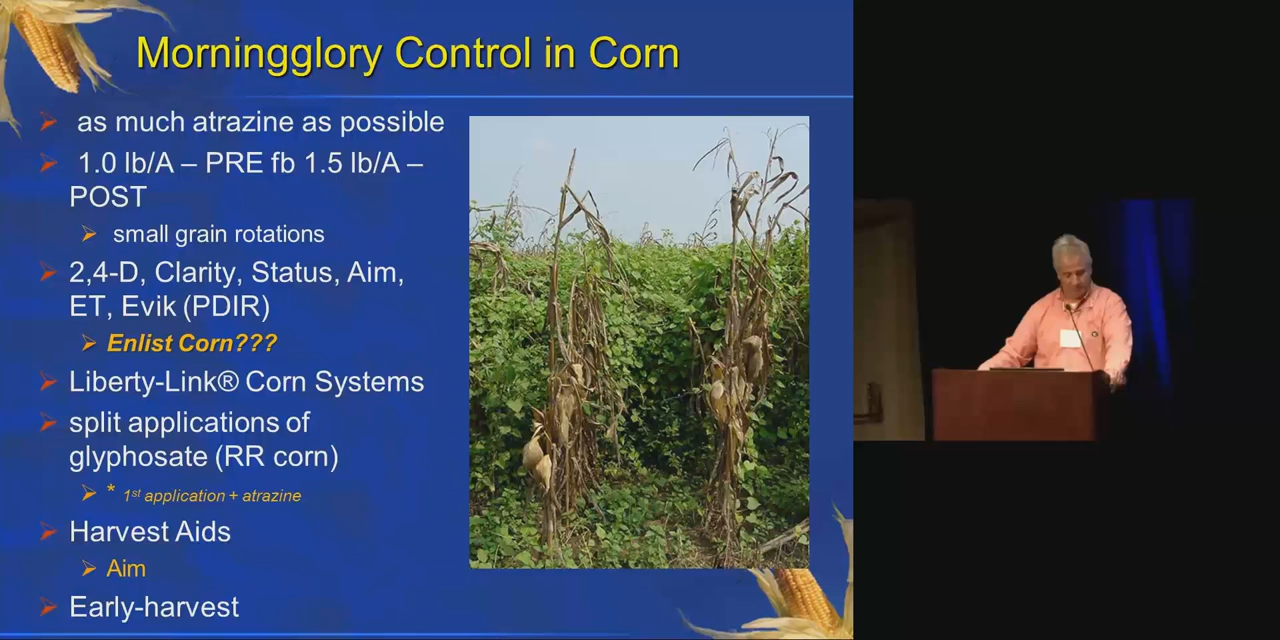 Morningglory Control in Corn
as much atrazine as possible
1.0 lb/A – PRE fb 1.5 lb/A –
POST
small grain rotations
2,4-D, Clarity, Status, Aim,
ET, Evik (PDIR)
Enlist Corn???
Liberty-Link® Corn Systems
split applications of
glyphosate (RR corn)
* 1st application + atrazine
Harvest Aids
Aim
Early-harvest